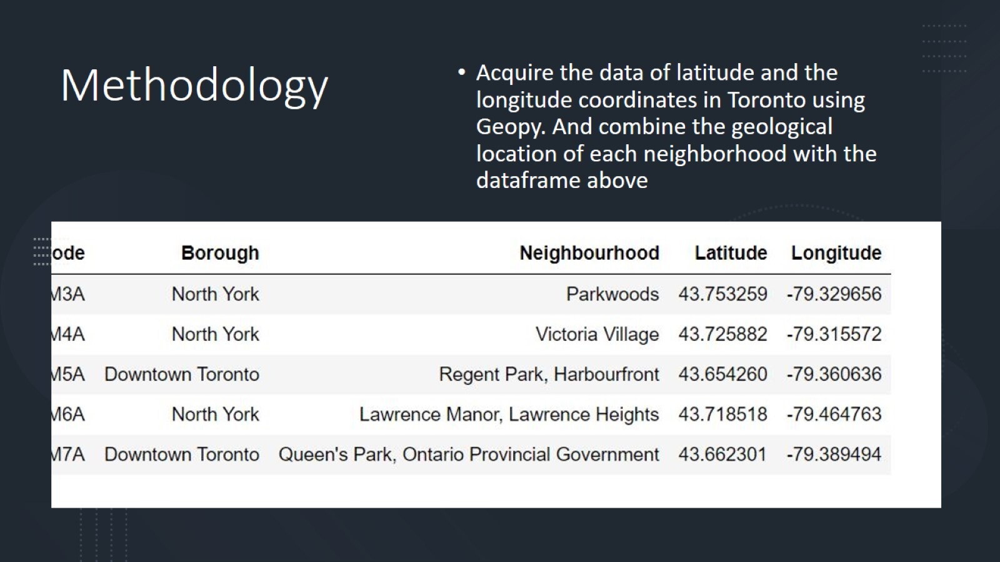 Methodology
• Acquire the data of latitude and the
longitude coordinates in Toronto using
Geopy. And combine the geological
location of each neighborhood with the
dataframe above
ode Borough Neighbourhood Latitude Longitude
M3A North York Parkwoods 43.753259 -79.329656
M4A North York Victoria Village 43.725882 -79.315572
M5A Downtown Toronto Regent Park, Harbourfront 43.654260 -79.360636
M6A North York Lawrence Manor, Lawrence Heights 43.718518 -79.464763
M7A Downtown Toronto Queen's Park, Ontario Provincial Government 43.662301 -79.389494